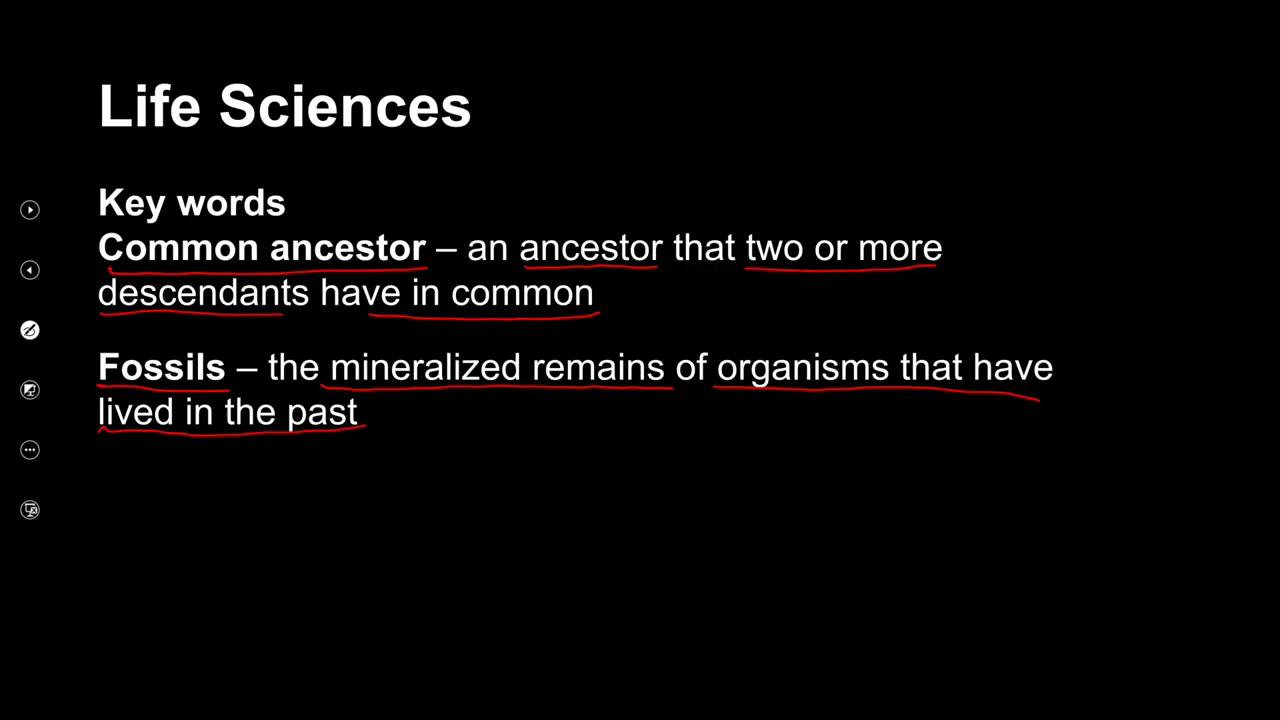 Life Sciences
Key words
Common ancestor – an ancestor that two or more
descendants have in common
Fossils – the mineralized remains of organisms that have
lived in the past